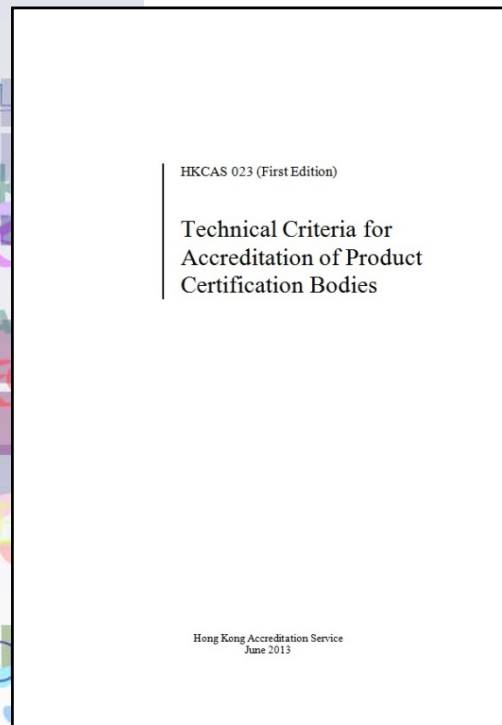 HKCAS 023 (First Edition)
Technical Criteria for
Accreditation of Product
Certification Bodies
Hong Kong Accreditation Service
June 2013